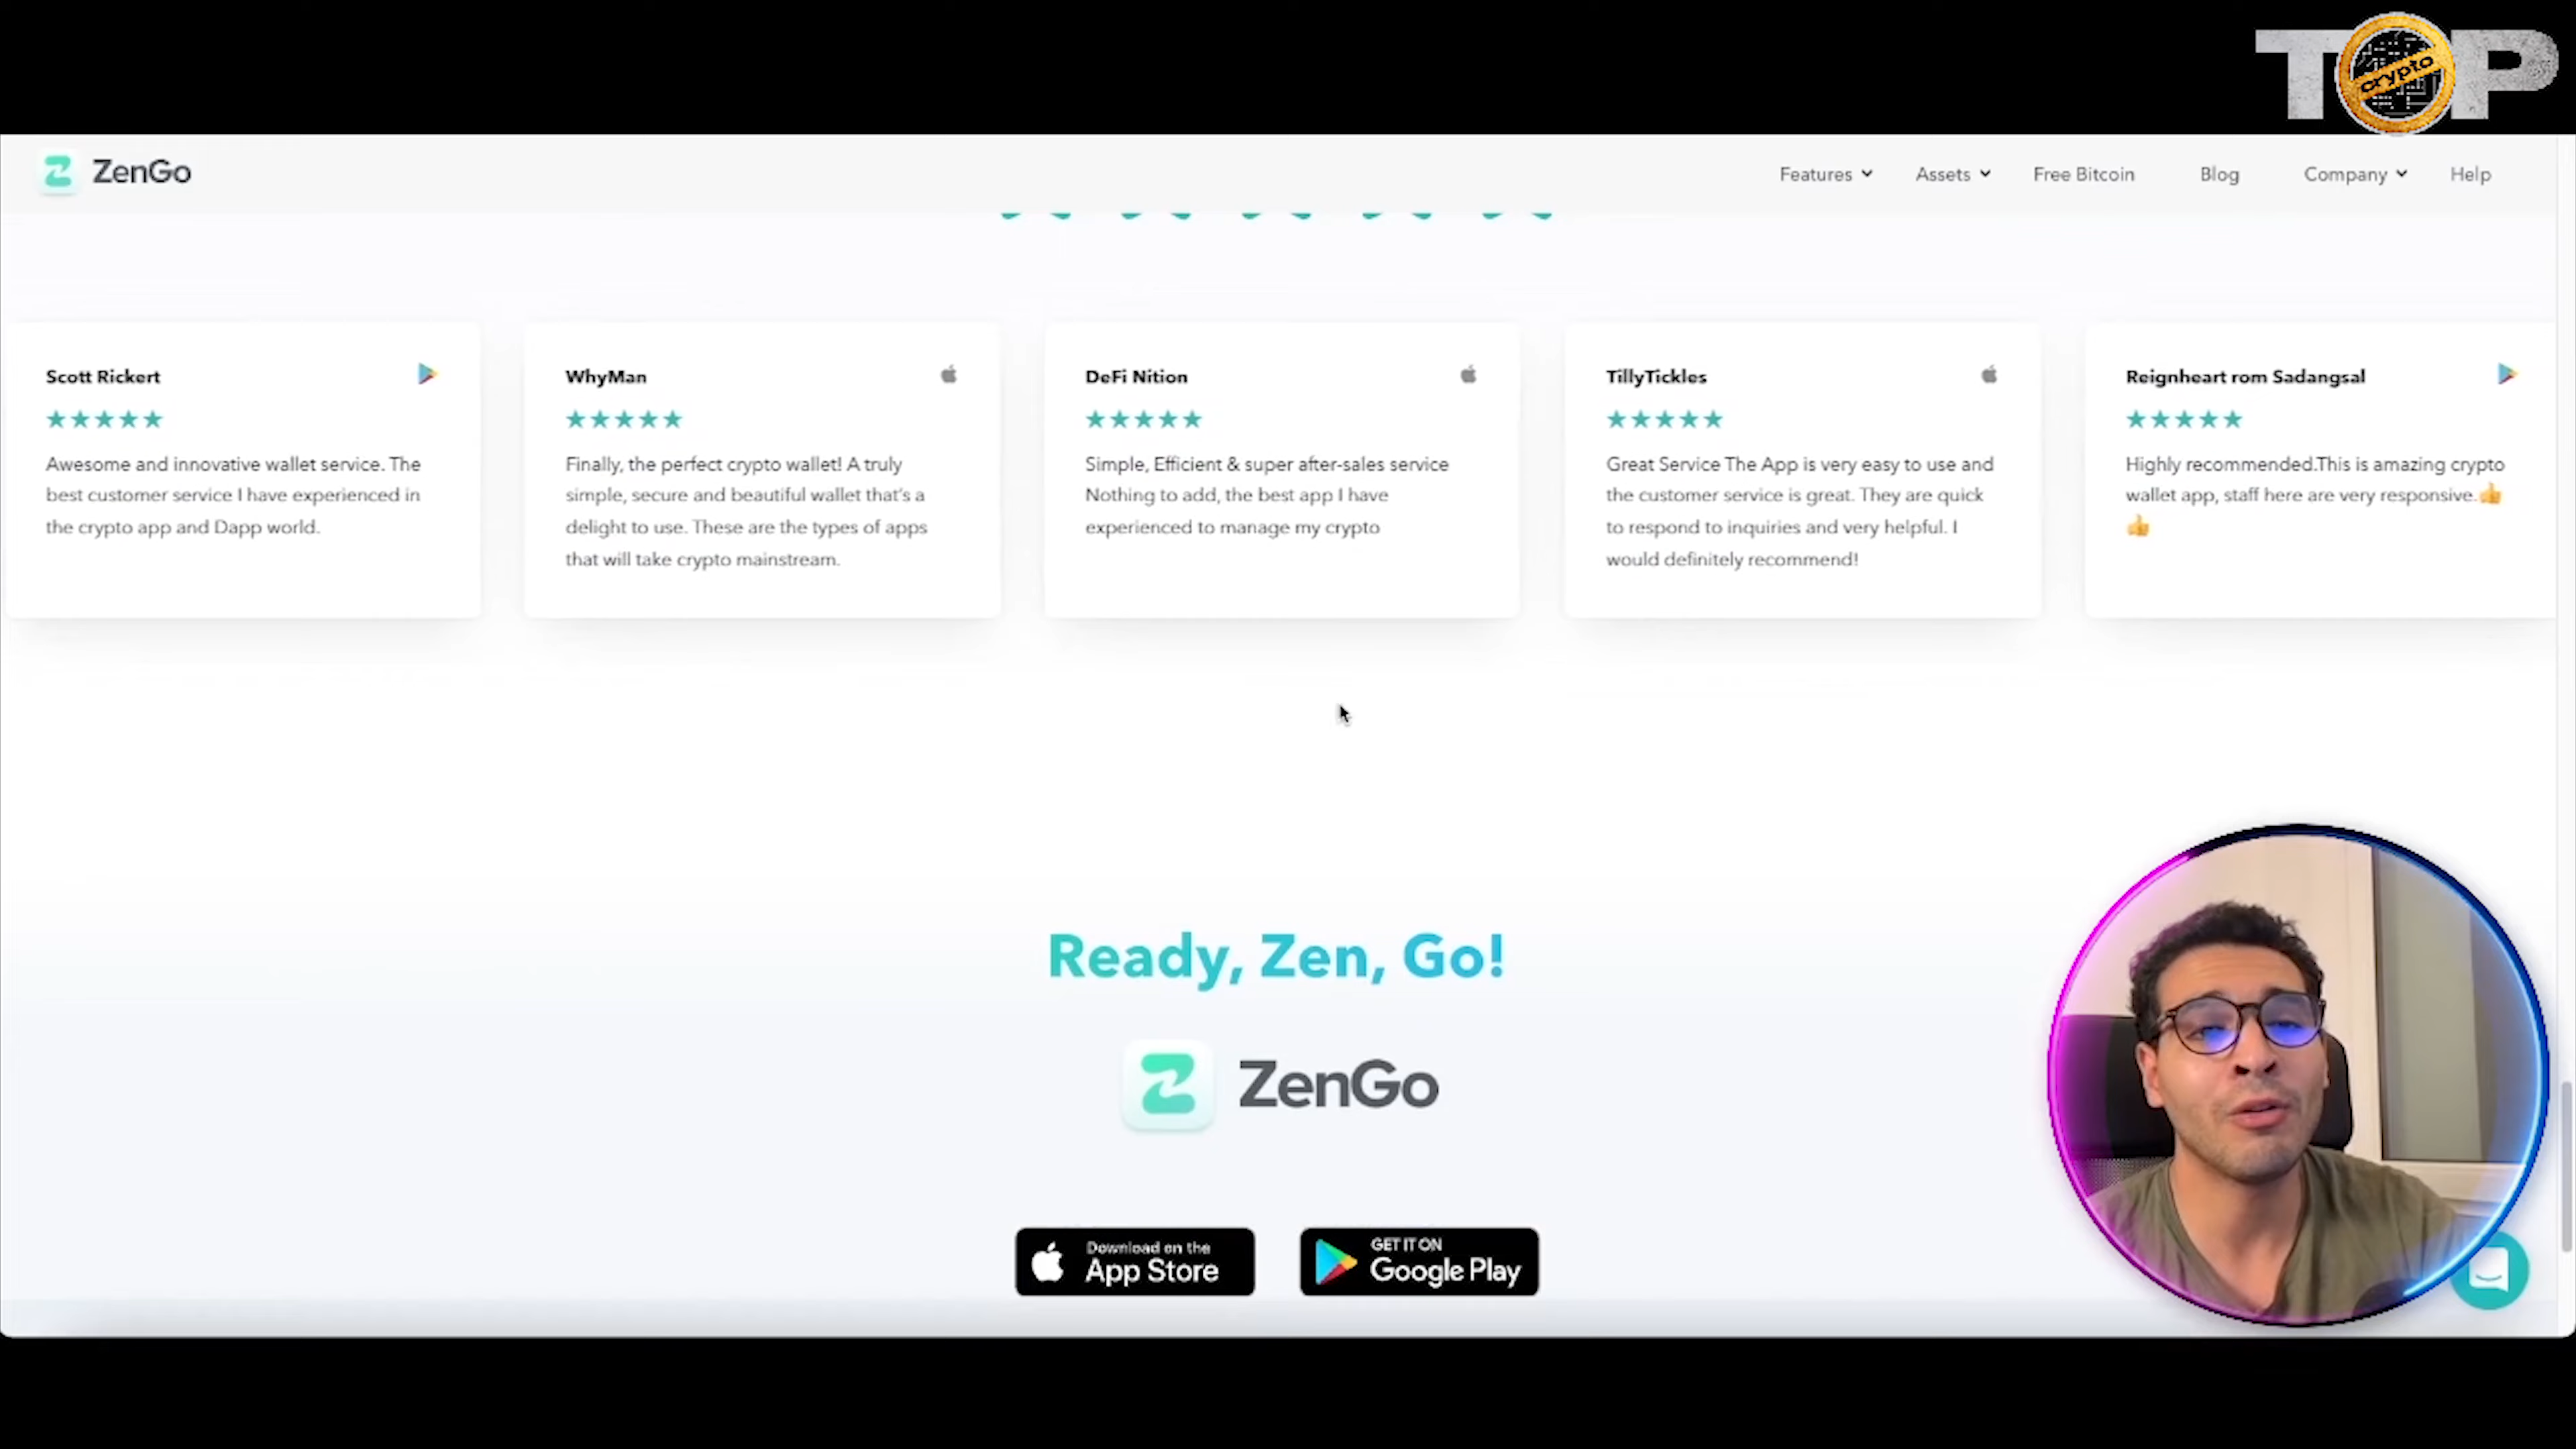 TOP
crypto
ZenGo
Features
Assets
Free Bitcoin
Blog
Company
Help
Scott Rickert
Awesome and innovative wallet service. The
best customer service I have experienced in
the crypto app and Dapp world.
WhyMan
Finally, the perfect crypto wallet! A truly
simple, secure and beautiful wallet that's a
delight to use. These are the types of apps
that will take crypto mainstream.
DeFi Nition
Simple, Efficient & super after-sales service
Nothing to add, the best app I have
experienced to manage my crypto
TillyTickles
Great Service The App is very easy to use and
the customer service is great. They are quick
to respond to inquiries and very helpful. I
would definitely recommend!
Reignheart rom Sadangsal
Highly recommended.This is amazing crypto
wallet app, staff here are very responsive.👍
👍
Ready, Zen, Go!
ZenGo
Download on the
App Store
GET IT ON
Google Play